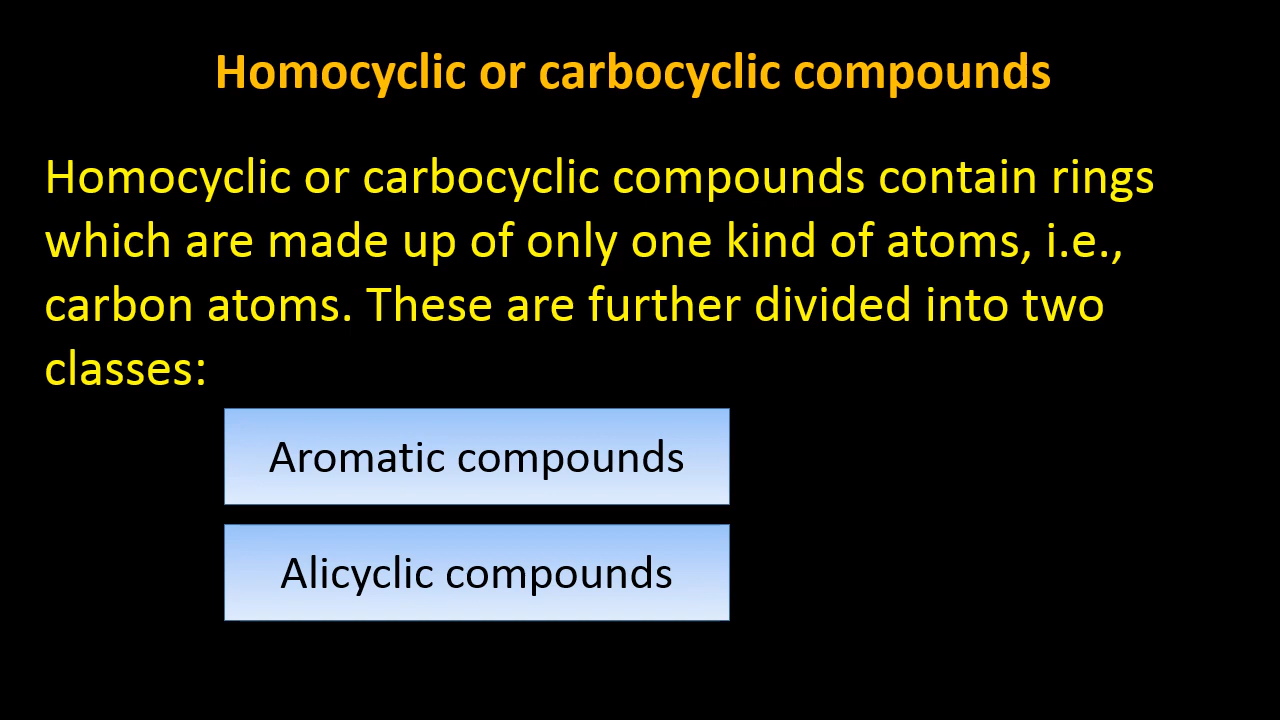 Homocyclic or carbocyclic compounds
Homocyclic or carbocyclic compounds contain rings
which are made up of only one kind of atoms, i.e.,
carbon atoms. These are further divided into two
classes:
Aromatic compounds
Alicyclic compounds